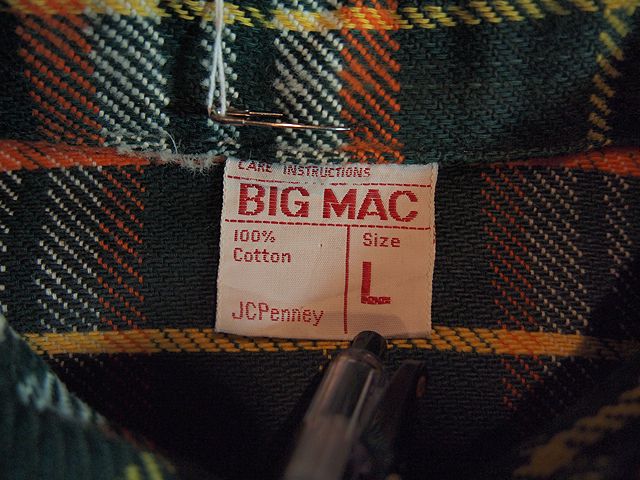 CARE INSTRUCTIONS
BIG MAC
100%
Cotton
Size
L
JCPenney